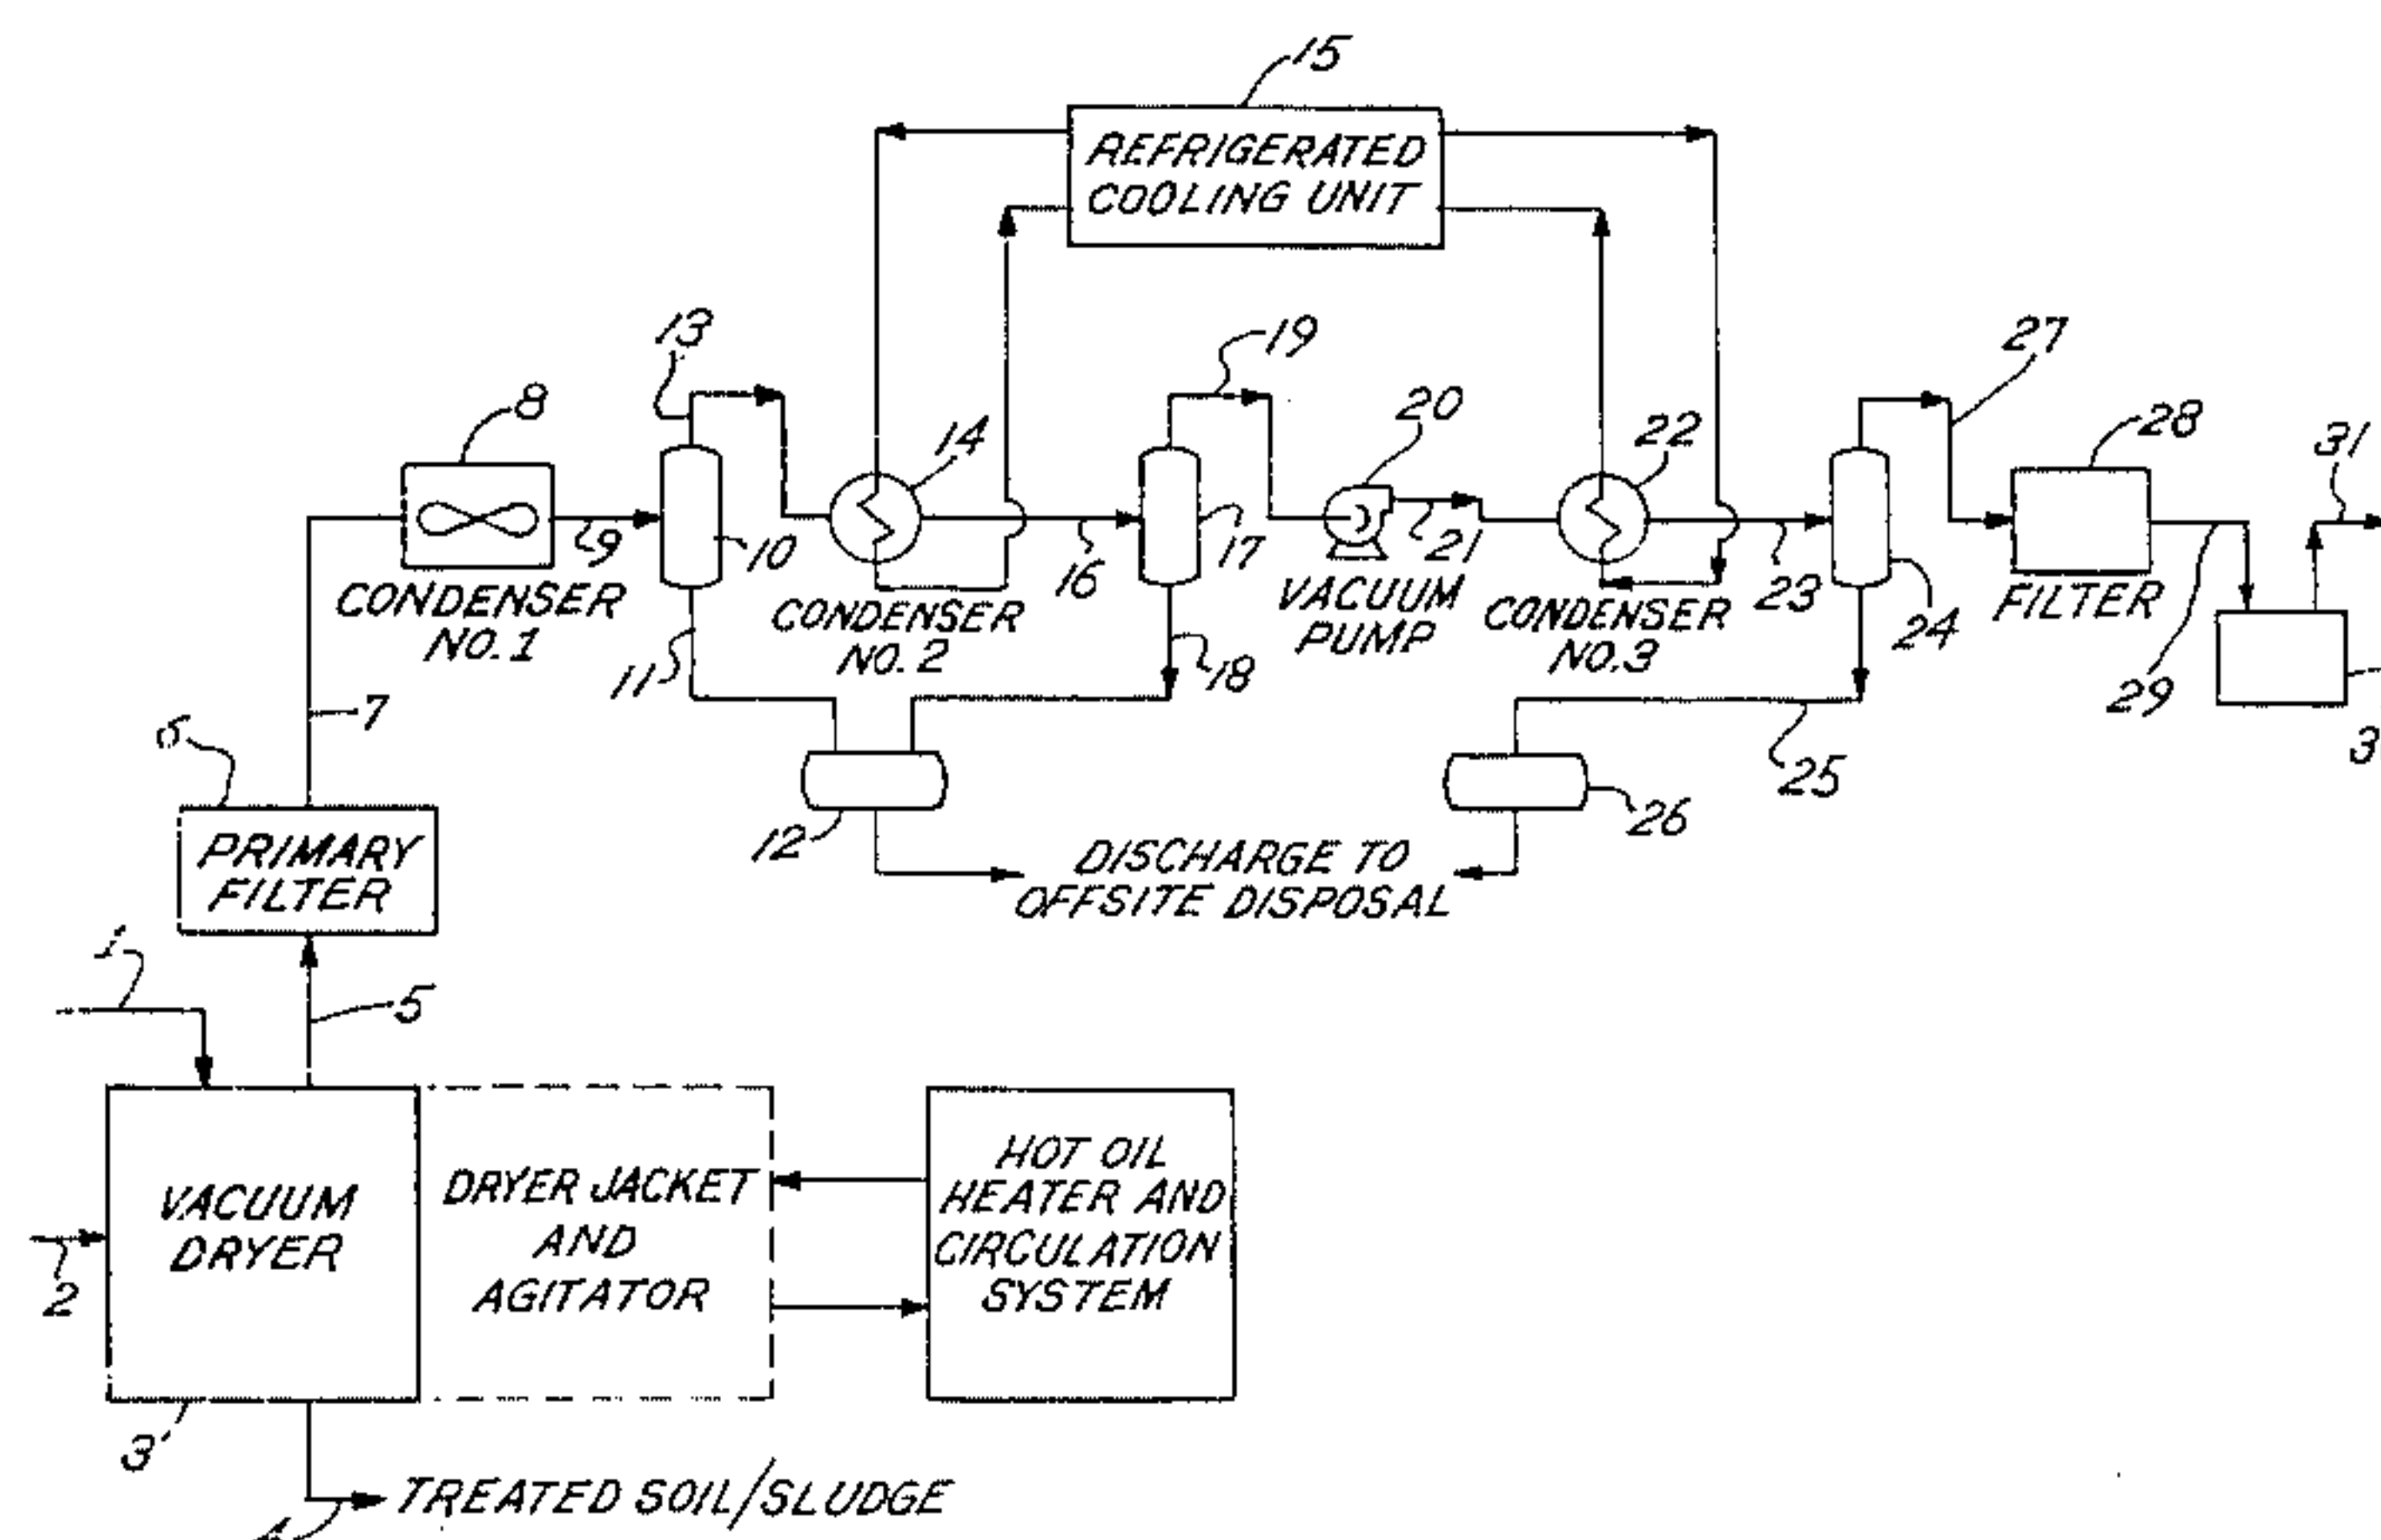 15
REFRIGERATED
COOLING UNIT
13
19
27
8
20
14
22
28
31
9
10
16
17
21
23
24
CONDENSER
NO. 1
CONDENSER
NO. 2
VACUUM
PUMP
CONDENSER
NO. 3
FILTER
11
18
29
7
6
25
12
26
PRIMARY
FILTER
DISCHARGE TO
OFFSITE DISPOSAL
1
5
2
VACUUM
DRYER
DRYER JACKET
AND
AGITATOR
HOT OIL
HEATER AND
CIRCULATION
SYSTEM
3'
TREATED SOIL/SLUDGE